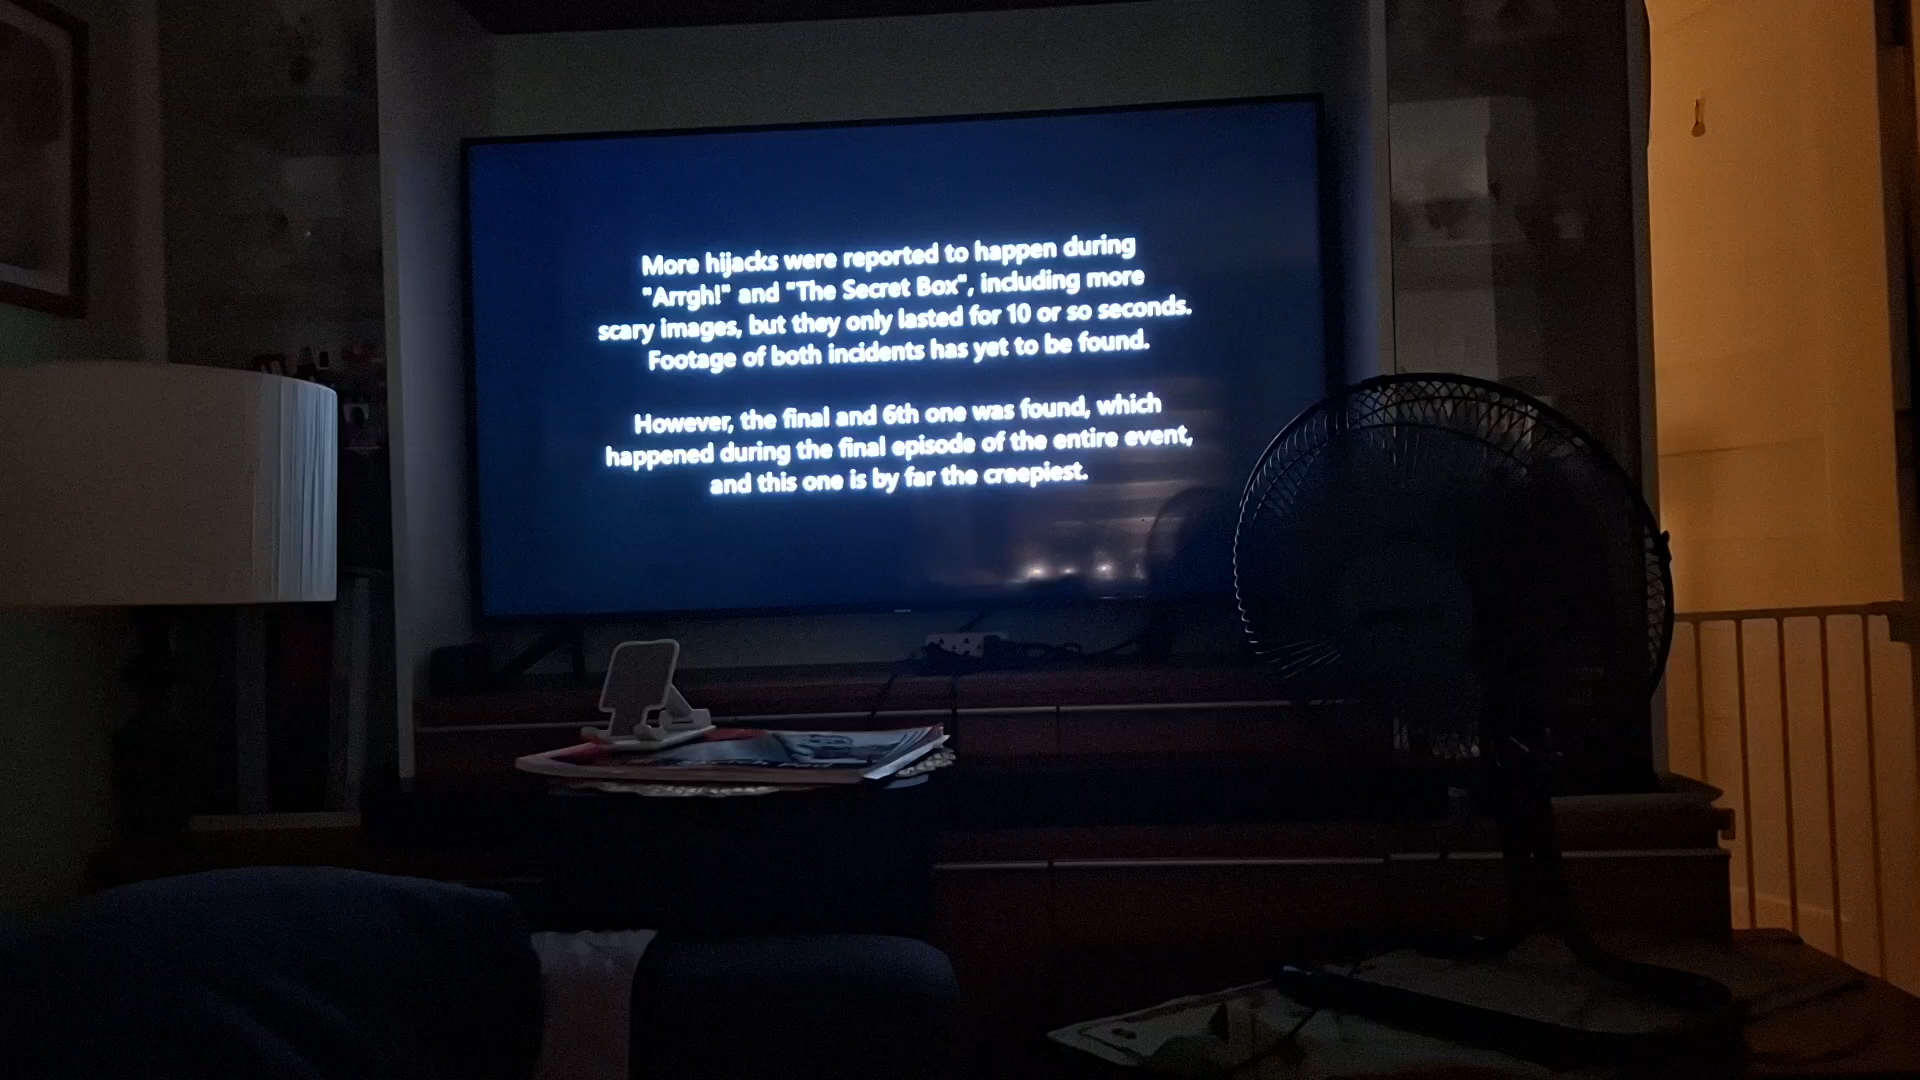 More hijacks were reported to happen during
"Arrgh!" and "The Secret Box", including more
scary images, but they only lasted for 10 or so seconds.
Footage of both incidents has yet to be found.
However, the final and 6th one was found, which
happened during the final episode of the entire event,
and this one is by far the creepiest.